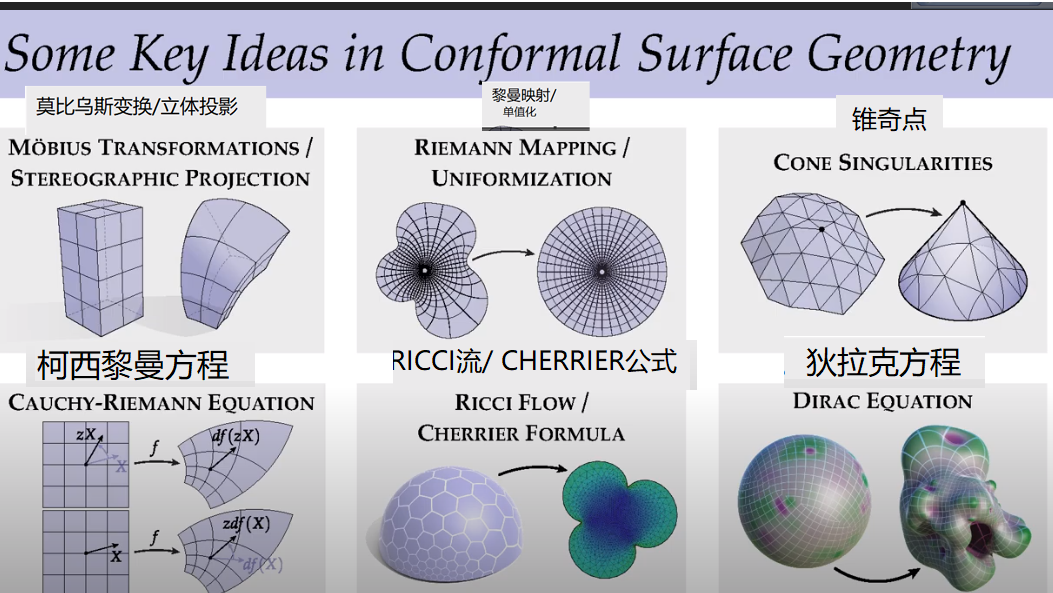 Some Key Ideas in Conformal Surface Geometry
莫比乌斯变换/立体投影
MÖBIUS TRANSFORMATIONS /
STEREOGRAPHIC PROJECTION
黎曼映射/
单值化
RIEMANN MAPPING /
UNIFORMIZATION
锥奇点
CONE SINGULARITIES
柯西黎曼方程
CAUCHY-RIEMANN EQUATION
zX
X
f
df(zX)
X
f
zdf(X)
df(X)
RICCI流/ CHERRIER公式
RICCI FLOW /
CHERRIER FORMULA
狄拉克方程
DIRAC EQUATION